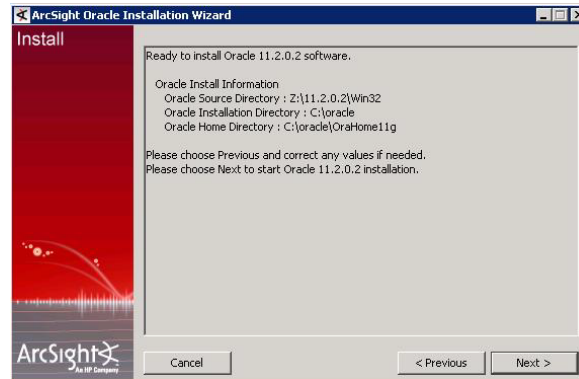 ArcSight Oracle Installation Wizard
Install
Ready to install Oracle 11.2.0.2 software.
Oracle Install Information
Oracle Source Directory : Z:\11.2.0.2\Win32
Oracle Installation Directory : C:\oracle
Oracle Home Directory : C:\oracle\OraHome11g
Please choose Previous and correct any values if needed.
Please choose Next to start Oracle 11.2.0.2 installation.
ArcSight
An HP Company
Cancel
< Previous
Next >